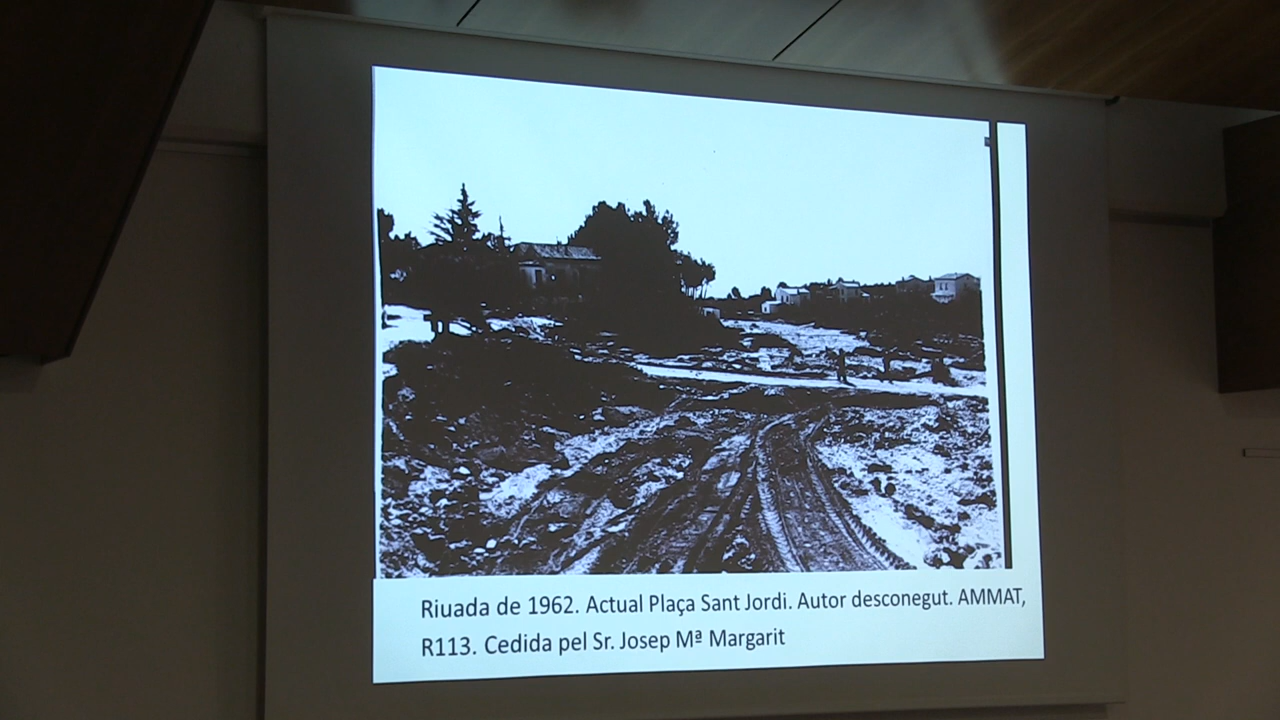 Riuada de 1962. Actual Plaça Sant Jordi. Autor desconegut. AMMAT,
R113. Cedida pel Sr. Josep Mª Margarit